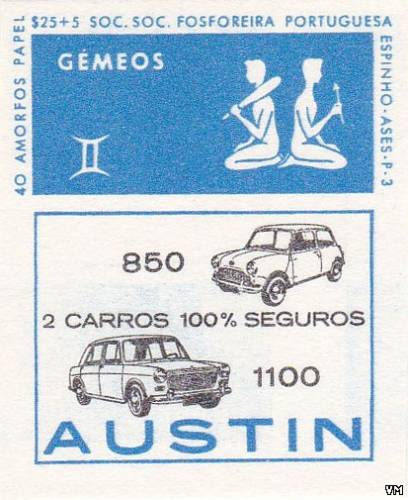 $25+5 SOC. SOC. FOSFOREIRA PORTUGUESA
40 AMORFOS PAPEL
ESPINHO·ASES·P·3
GÉMEOS
850
2 CARROS 100% SEGUROS
1100
AUSTIN
VM